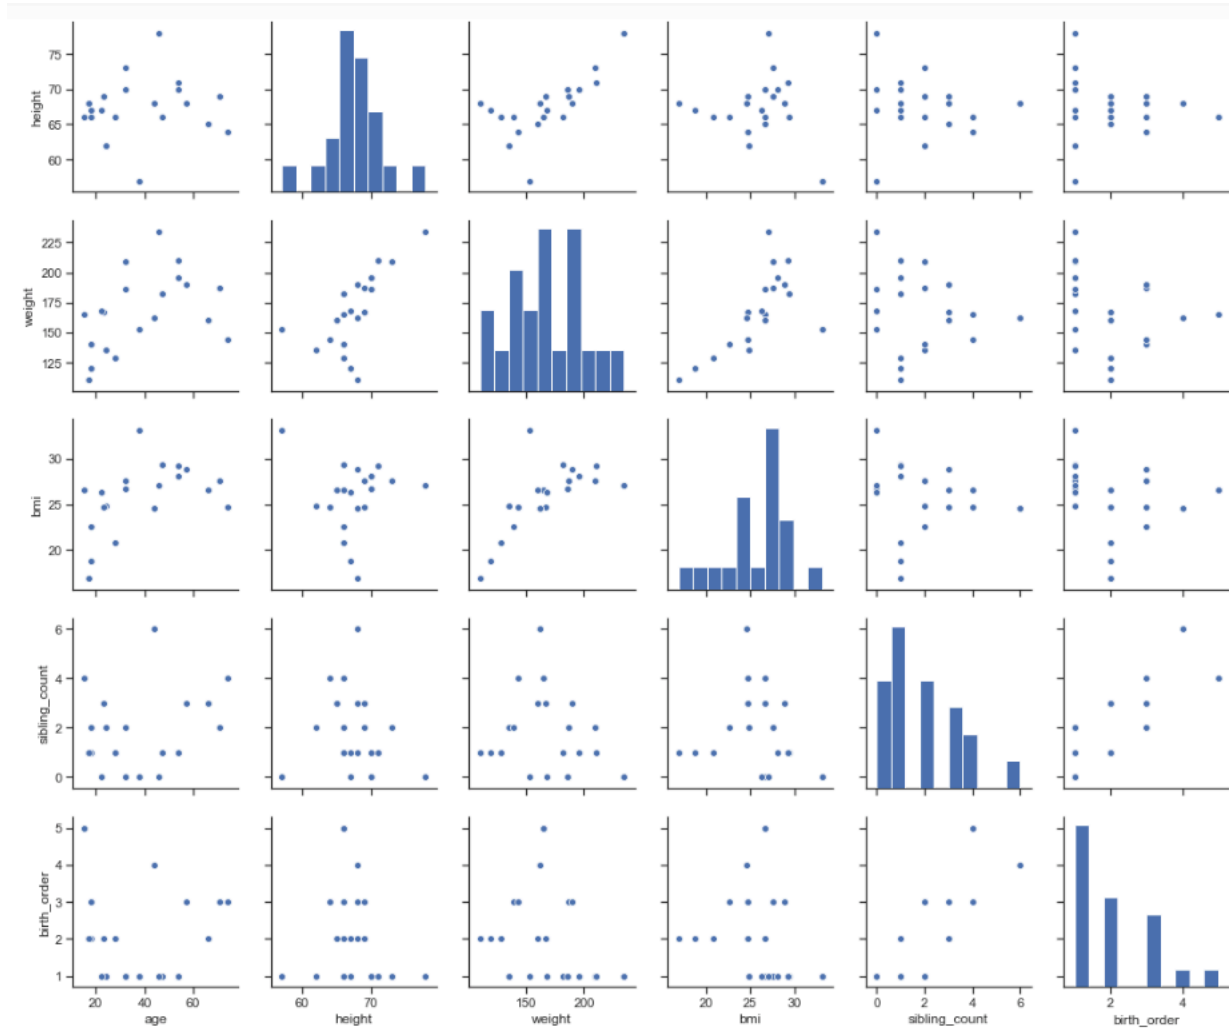 height
75
70
65
60
weight
225
200
175
150
125
bmi
30
25
20
sibling_count
6
4
2
0
birth_order
5
4
3
2
1
20 40 60
60 70
150 200
20 25 30
0 2 4 6
2 4
age height weight bmi sibling_count birth_order